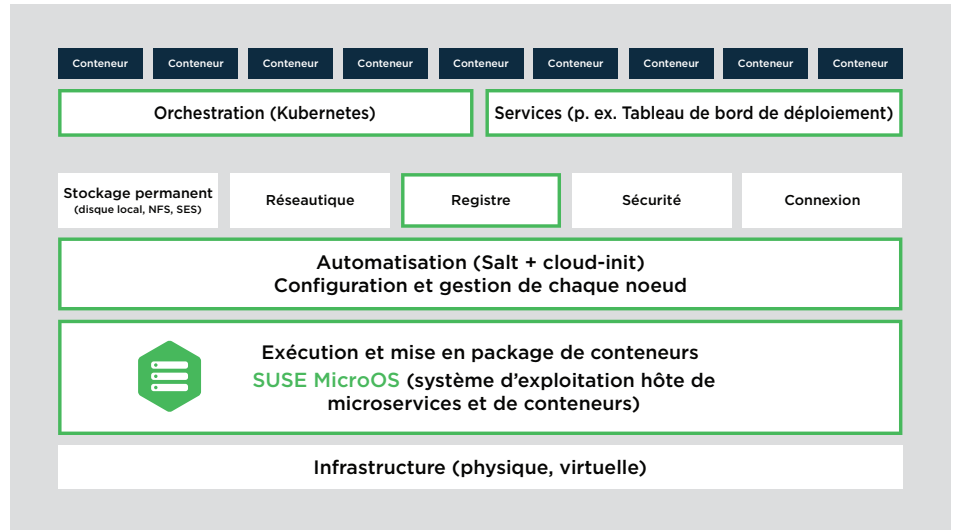 Conteneur Conteneur Conteneur Conteneur Conteneur Conteneur Conteneur Conteneur Conteneur
Orchestration (Kubernetes)
Services (p. ex. Tableau de bord de déploiement)
Stockage permanent
(disque local, NFS, SES)
Réseautique
Registre
Sécurité
Connexion
Automatisation (Salt + cloud-init)
Configuration et gestion de chaque noeud
Exécution et mise en package de conteneurs
SUSE MicroOS (système d’exploitation hôte de
microservices et de conteneurs)
Infrastructure (physique, virtuelle)